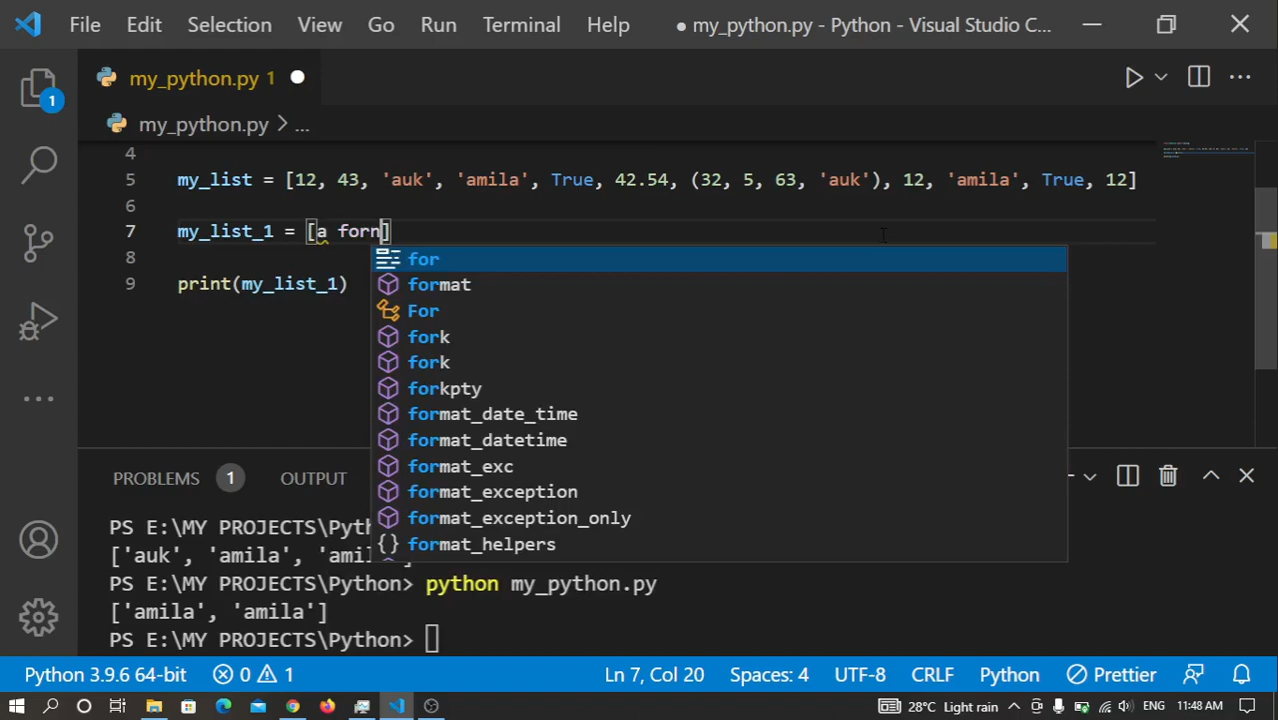 File Edit Selection View Go Run Terminal Help ● my_python.py - Python - Visual Studio C...
my_python.py 1
my_python.py > ...
4
5 my_list = [12, 43, 'auk', 'amila', True, 42.54, (32, 5, 63, 'auk'), 12, 'amila', True, 12]
6
7 my_list_1 = [a forn]
8
9 print(my_list_1)
for
format
For
fork
fork
forkpty
format_date_time
format_datetime
format_exc
format_exception
format_exception_only
format_helpers
1
PROBLEMS 1 OUTPUT
PS E:\MY PROJECTS\Pyth
['auk', 'amila', 'amil
PS E:\MY PROJECTS\Python> python my_python.py
['amila', 'amila']
PS E:\MY PROJECTS\Python>
Python 3.9.6 64-bit 0 1 Ln 7, Col 20 Spaces: 4 UTF-8 CRLF Python Prettier
28°C Light rain ENG 11:48 AM